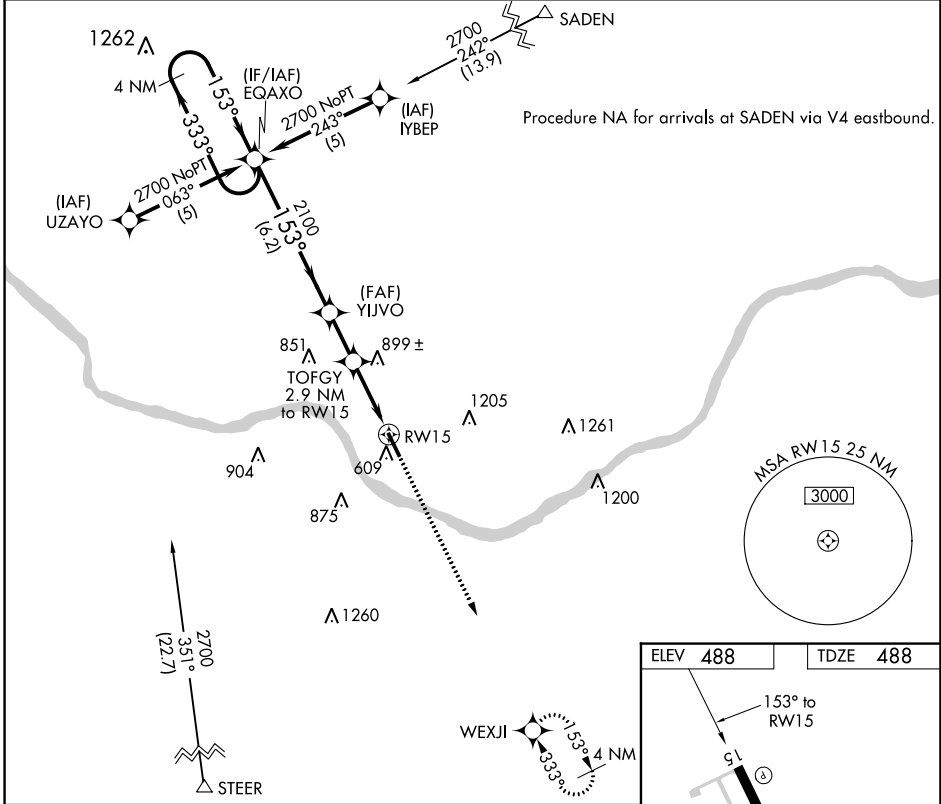 1262
4 NM
153°
333°
(IF/IAF)
EQAXO
2700 NoPT
243°
(5)
(IAF)
IYBEP
2700
242°
(13.9)
SADEN
Procedure NA for arrivals at SADEN via V4 eastbound.
(IAF)
UZAYO
2700 NoPT
063°
(5)
2100
153°
(6.2)
(FAF)
YIJVO
851
899 ±
TOFGY
2.9 NM
to RW15
RW15
1205
1261
904
609
875
1200
MSA RW15 25 NM
3000
1260
2700
351°
(22.7)
STEER
WEXJI
153°
333°
4 NM
ELEV 488
TDZE 488
153° to
RW15
15
P